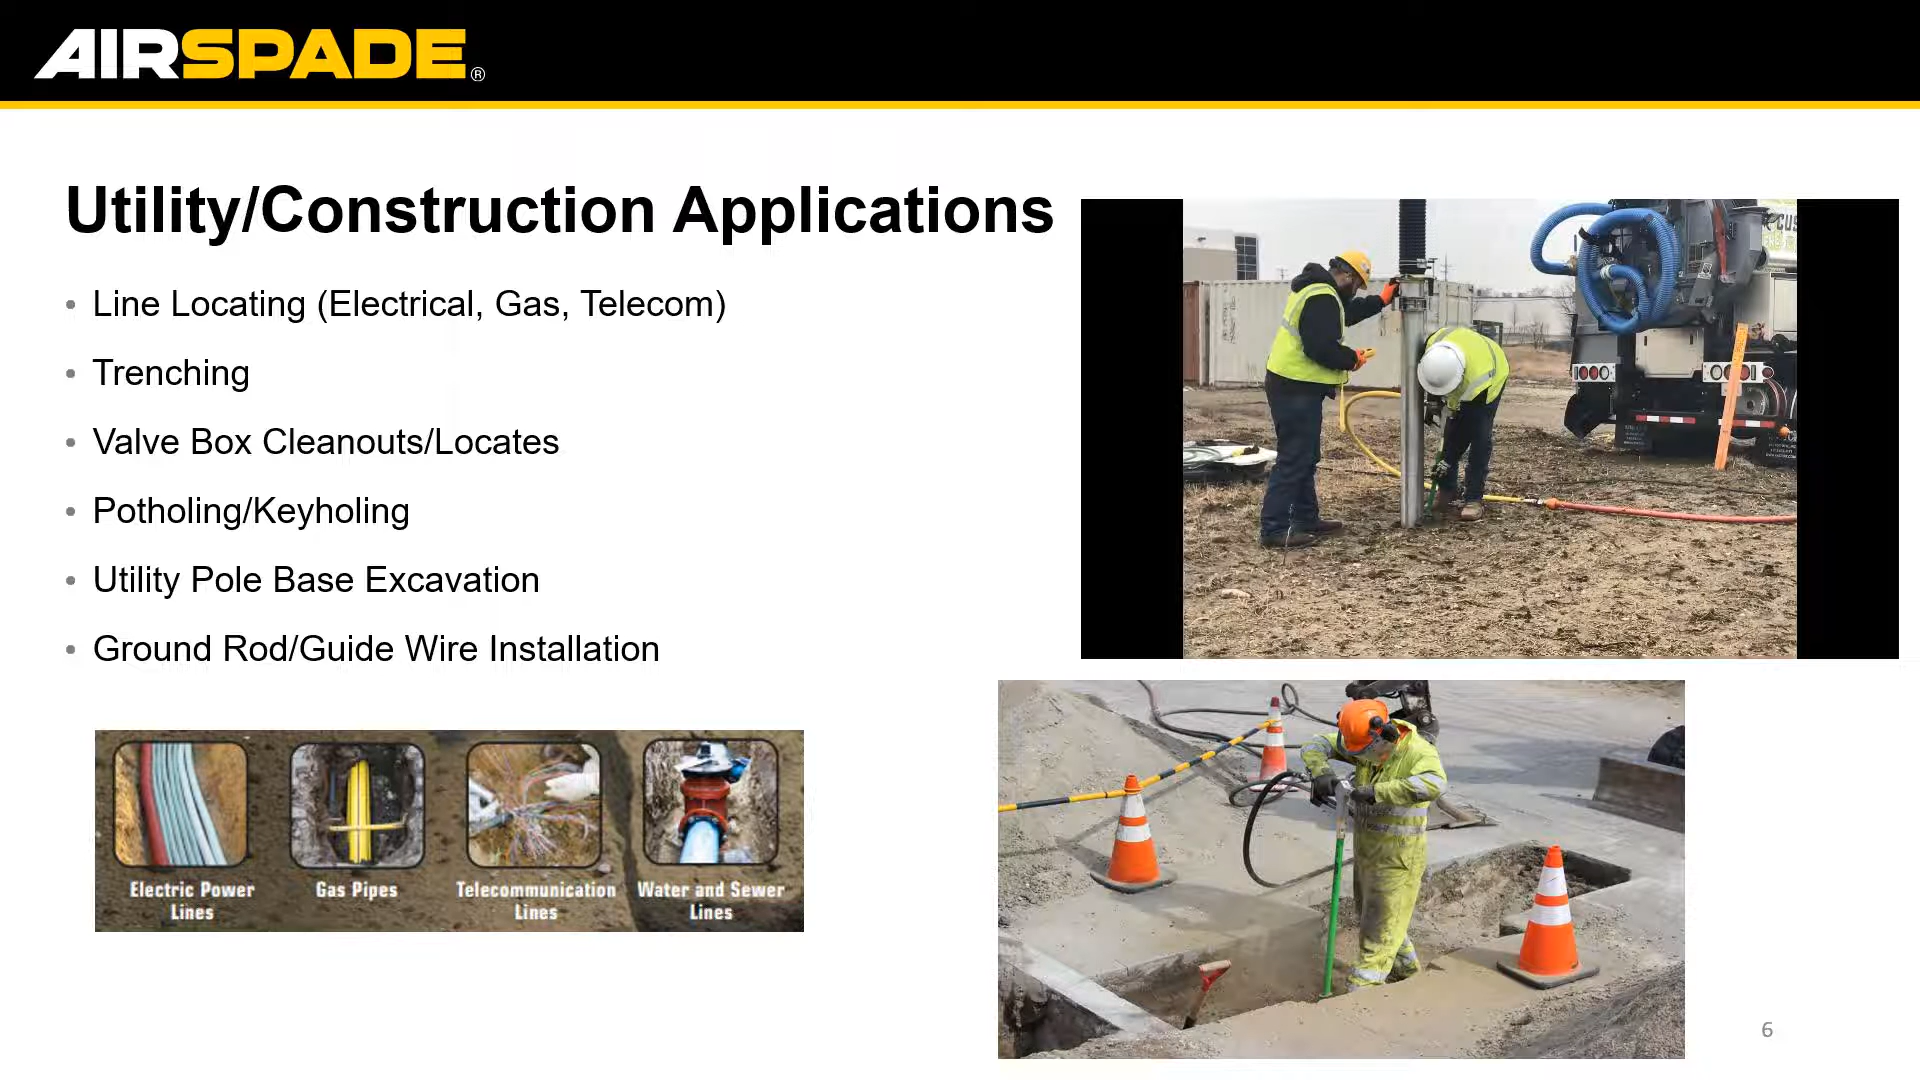 AIRSPADE®
Utility/Construction Applications
• Line Locating (Electrical, Gas, Telecom)
• Trenching
• Valve Box Cleanouts/Locates
• Potholing/Keyholing
• Utility Pole Base Excavation
• Ground Rod/Guide Wire Installation
Electric Power
Lines
Gas Pipes
Telecommunication
Lines
Water and Sewer
Lines
6